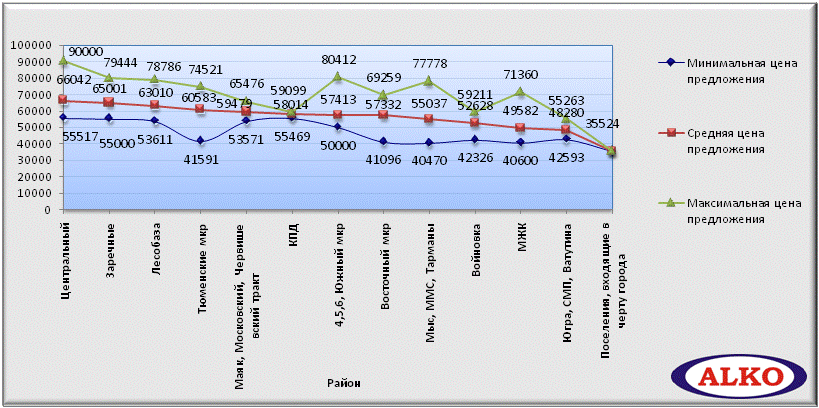 100000
90000
80000
70000
60000
50000
40000
30000
20000
10000
0
90000
79444
78786
74521
65476
59099
80412
69259
77778
59211
71360
55263
35524
66042
65001
63010
60583
59479
58014
57413
57332
55037
52628
49582
48280
55517
55000
53611
41591
53571
55469
50000
41096
40470
42326
40600
42593
Центральный
Заречные
Лесобаза
Тюменские мкр
Маяк, Московский, Червише
вский тракт
КПД
4,5,6, Южный мкр
Восточный мкр
Мыс, ММС, Тарманы
Войновка
МЖК
Югра, СМП, Ватутина
Поселения, входящие в
черту города
Район
Минимальная цена
предложения
Средняя цена
предложения
Максимальная цена
предложения
ALKO